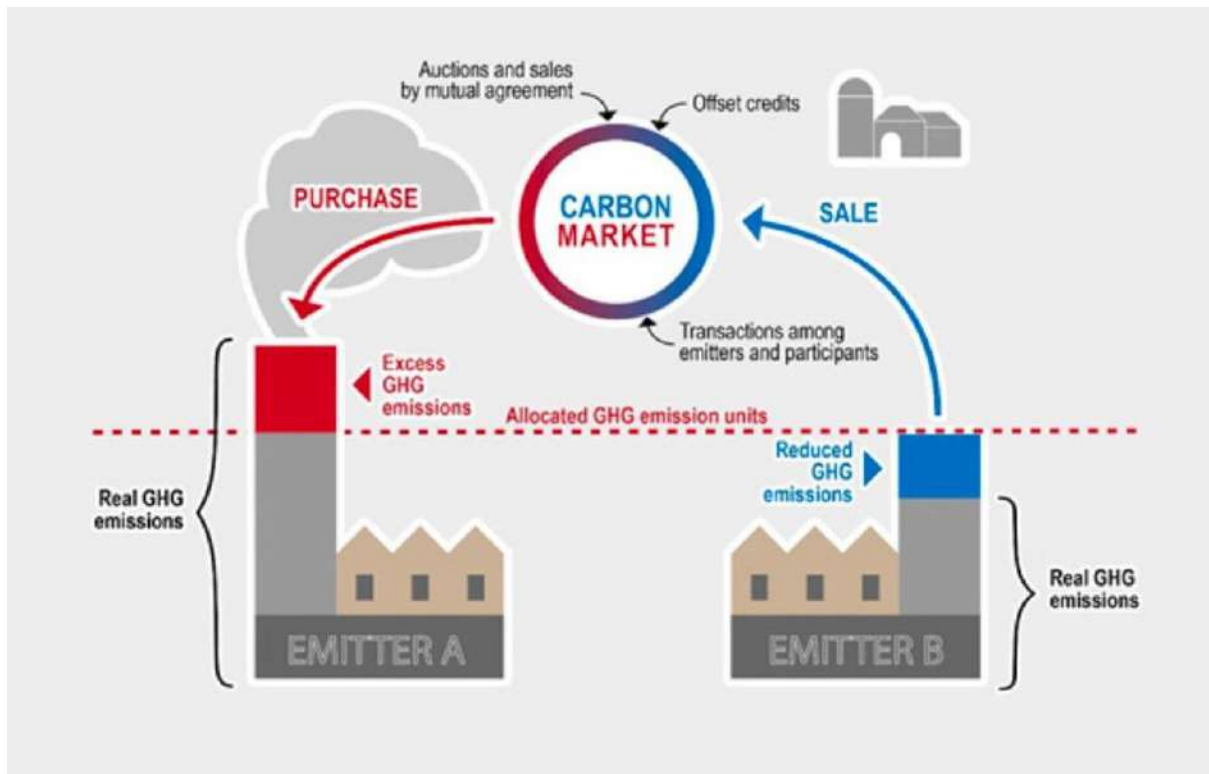 Auctions and sales
by mutual agreement
Offset credits
PURCHASE
CARBON
MARKET
SALE
Transactions among
emitters and participants
Excess
GHG
emissions
Allocated GHG emission units
Reduced
GHG
emissions
Real GHG
emissions
Real GHG
emissions
EMITTER A
EMITTER B